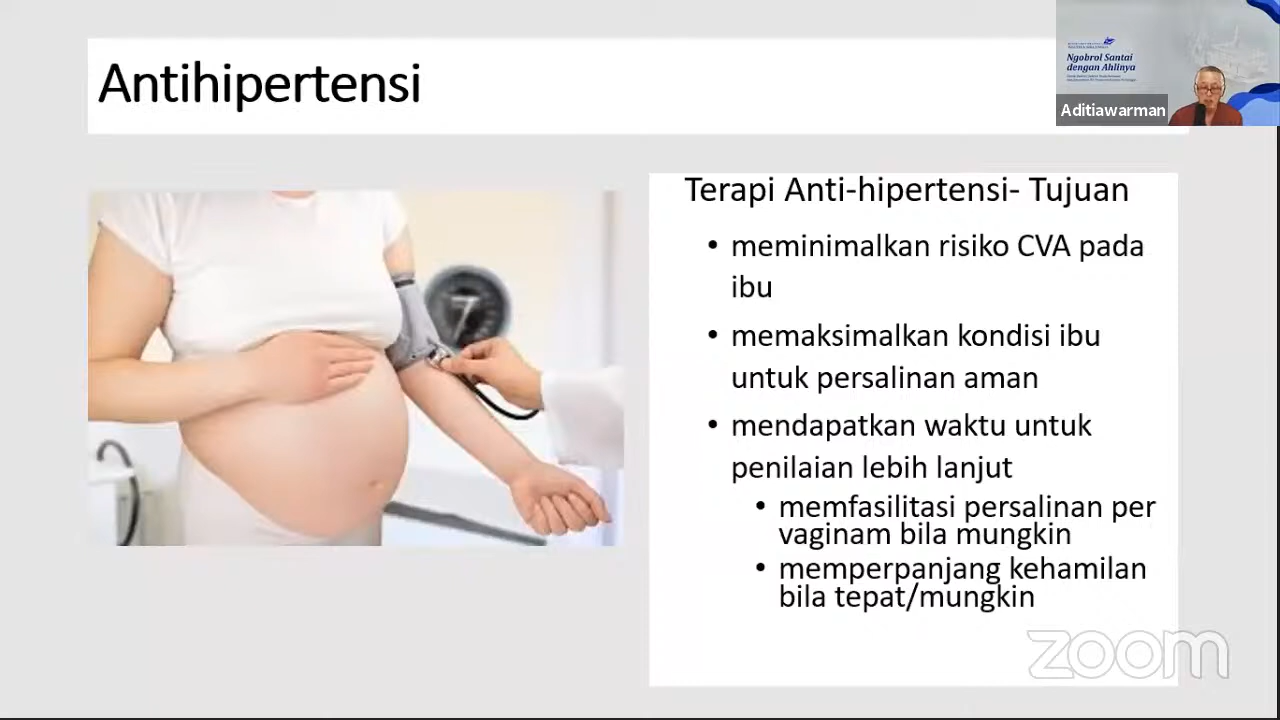 Antihipertensi
Ngobrol Santai
dengan Ahlinya
Aditiawarman
Terapi Anti-hipertensi- Tujuan
• meminimalkan risiko CVA pada
ibu
• memaksimalkan kondisi ibu
untuk persalinan aman
• mendapatkan waktu untuk
penilaian lebih lanjut
• memfasilitasi persalinan per
vaginam bila mungkin
• memperpanjang kehamilan
bila tepat/mungkin
zoom